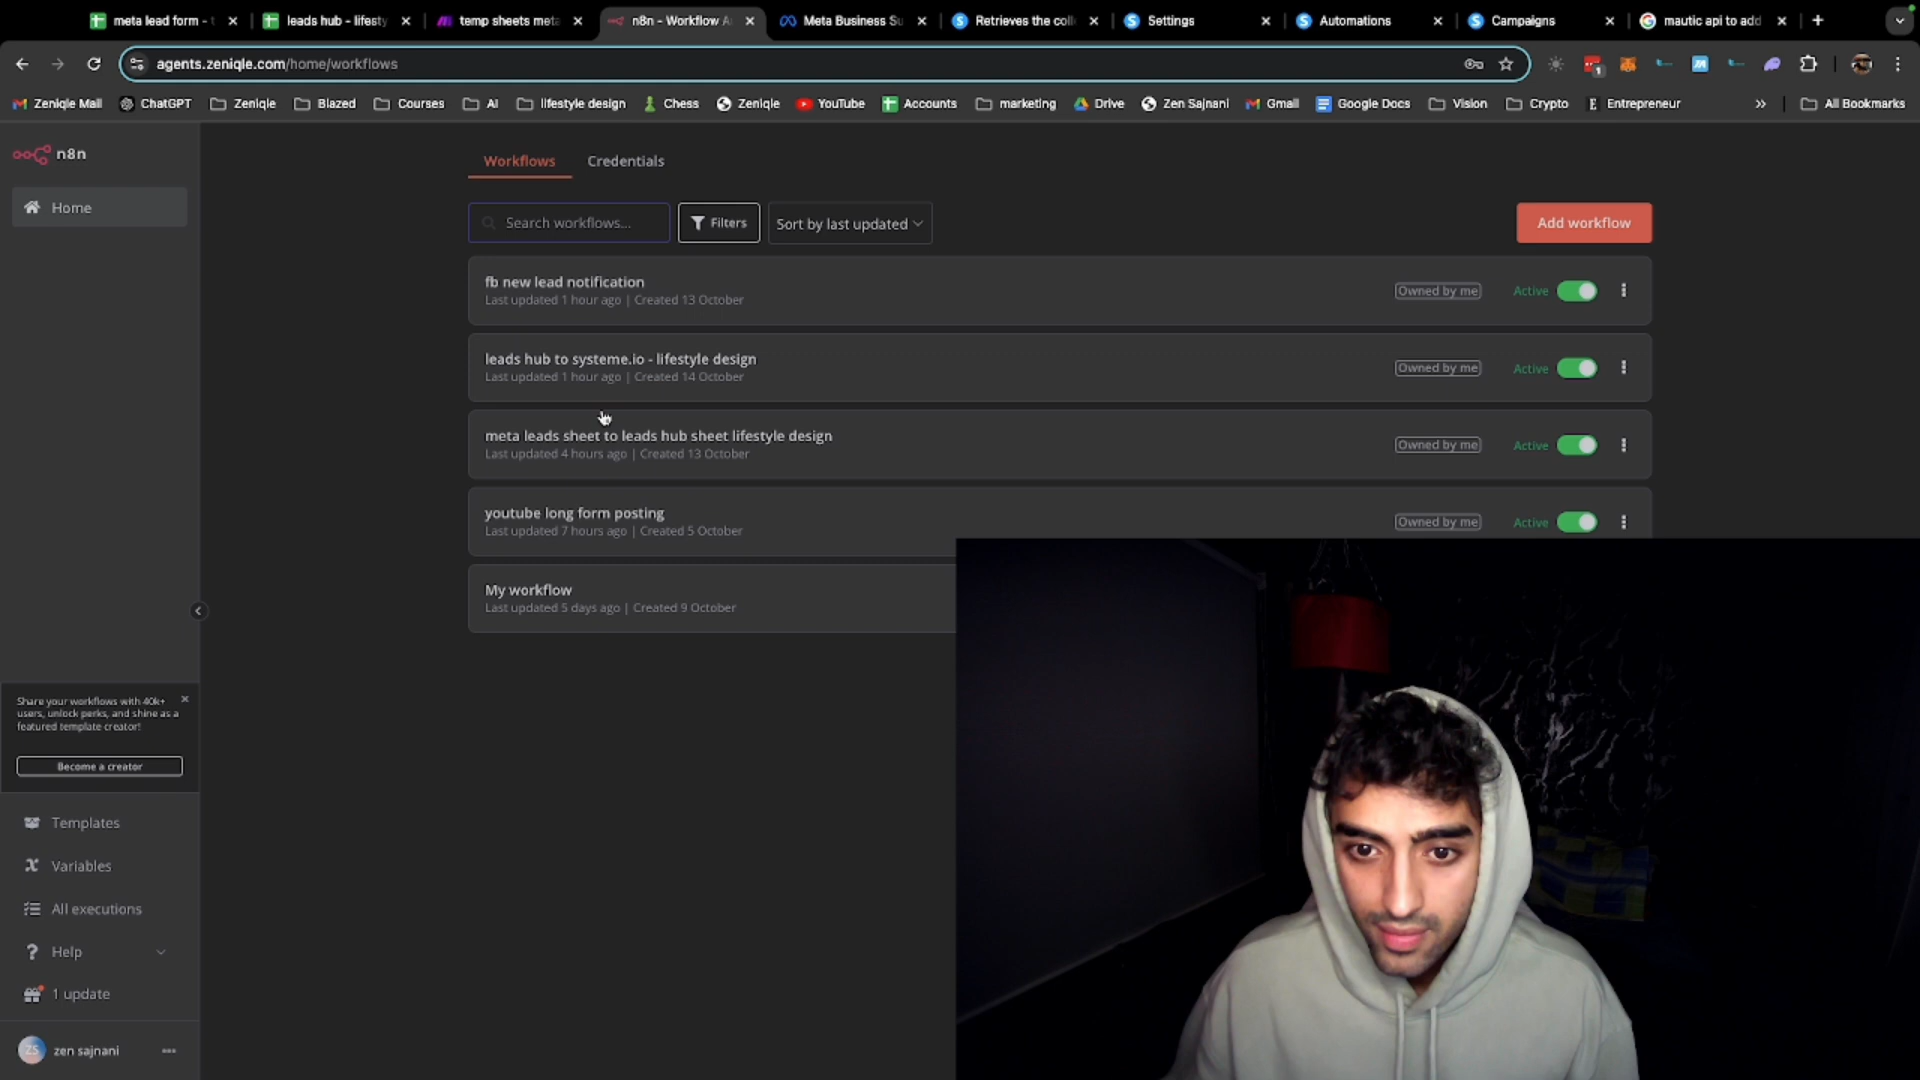 meta lead form - t
leads hub - lifesty
temp sheets meta
n8n - Workflow A
Meta Business Su
Retrieves the coll
Settings
Automations
Campaigns
mautic api to add
agents.zeniqle.com/home/workflows
1
Zeniqle Mail
ChatGPT
Zeniqle
Blazed
Courses
AI
lifestyle design
Chess
Zeniqle
YouTube
Accounts
marketing
Drive
Zen Sajnani
Gmail
Google Docs
Vision
Crypto
E Entrepreneur
»
All Bookmarks
n8n
Home
Workflows
Credentials
Search workflows...
Filters
Sort by last updated
Add workflow
fb new lead notification
Last updated 1 hour ago | Created 13 October
Owned by me
Active
leads hub to systeme.io - lifestyle design
Last updated 1 hour ago | Created 14 October
Owned by me
Active
meta leads sheet to leads hub sheet lifestyle design
Last updated 4 hours ago | Created 13 October
Owned by me
Active
youtube long form posting
Last updated 7 hours ago | Created 5 October
Owned by me
Active
My workflow
Last updated 5 days ago | Created 9 October
Share your workflows with 40k+
users, unlock perks, and shine as a
featured template creator!
Become a creator
Templates
Variables
All executions
Help
1 update
ZS
zen sajnani